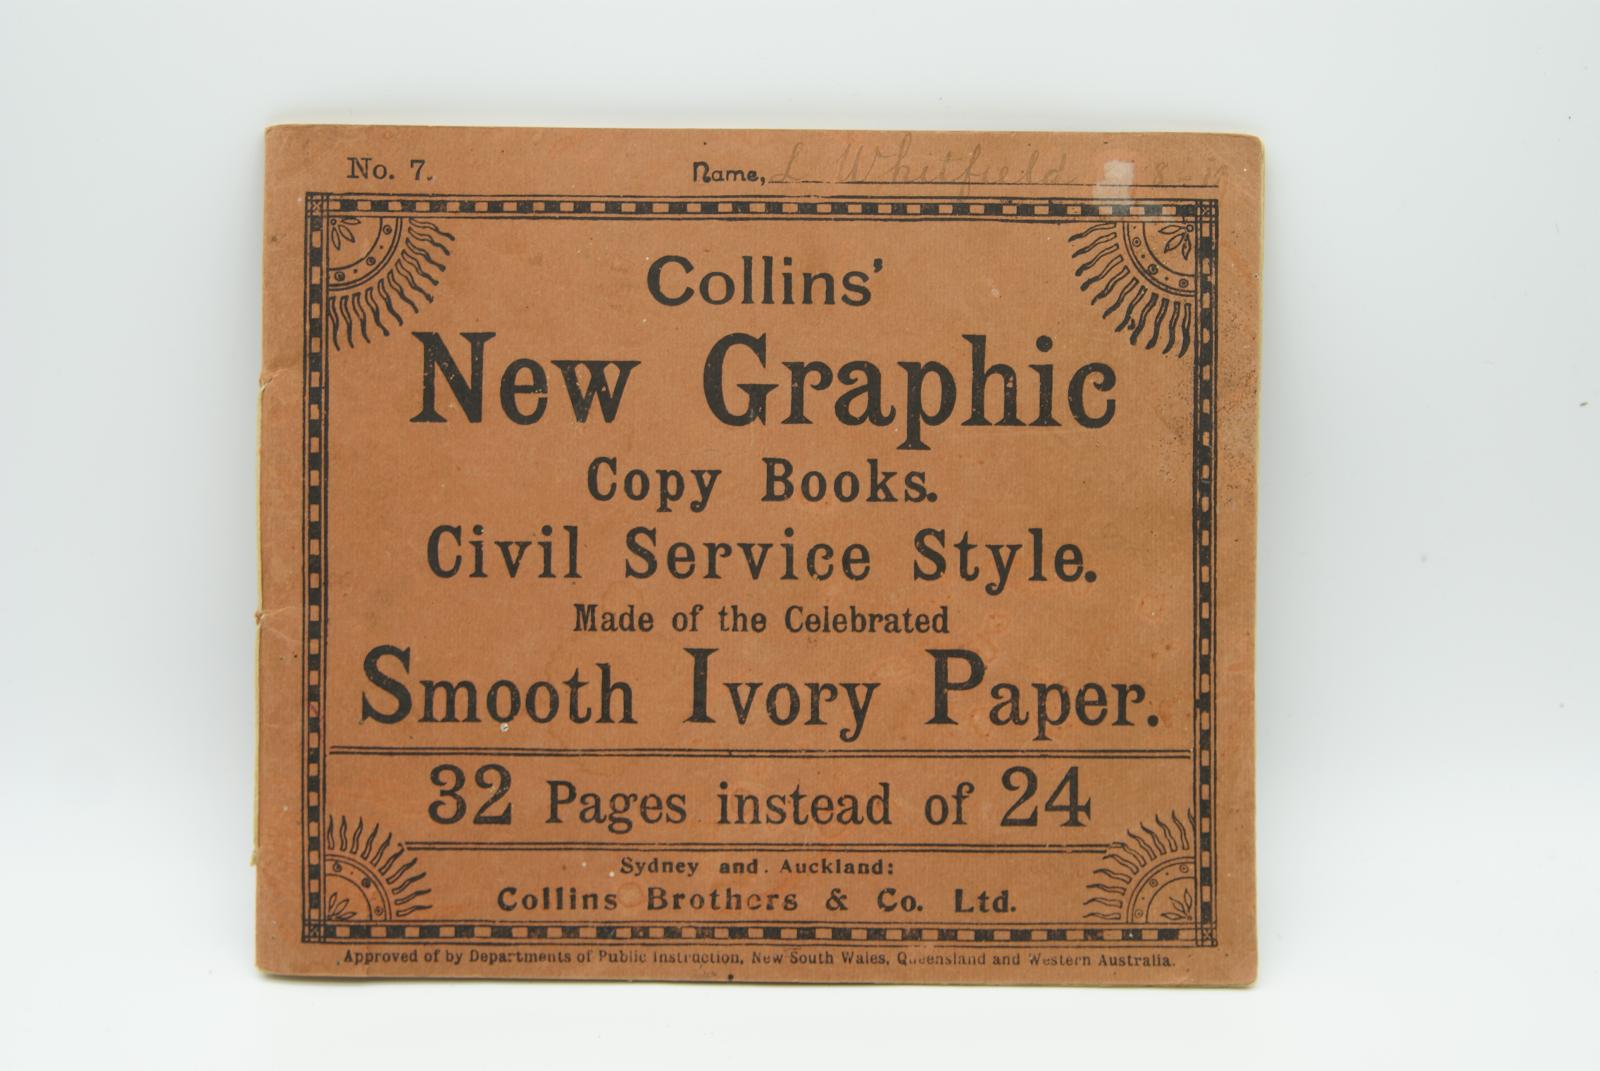 No. 7.
Name, L. Whitfield
Collins'
New Graphic
Copy Books.
Civil Service Style.
Made of the Celebrated
Smooth Ivory Paper.
32 Pages instead of 24
Sydney and. Auckland:
Collins Brothers & Co. Ltd.
Approved of by Departments of Public Instruction, New South Wales, Queensland and Western Australia.